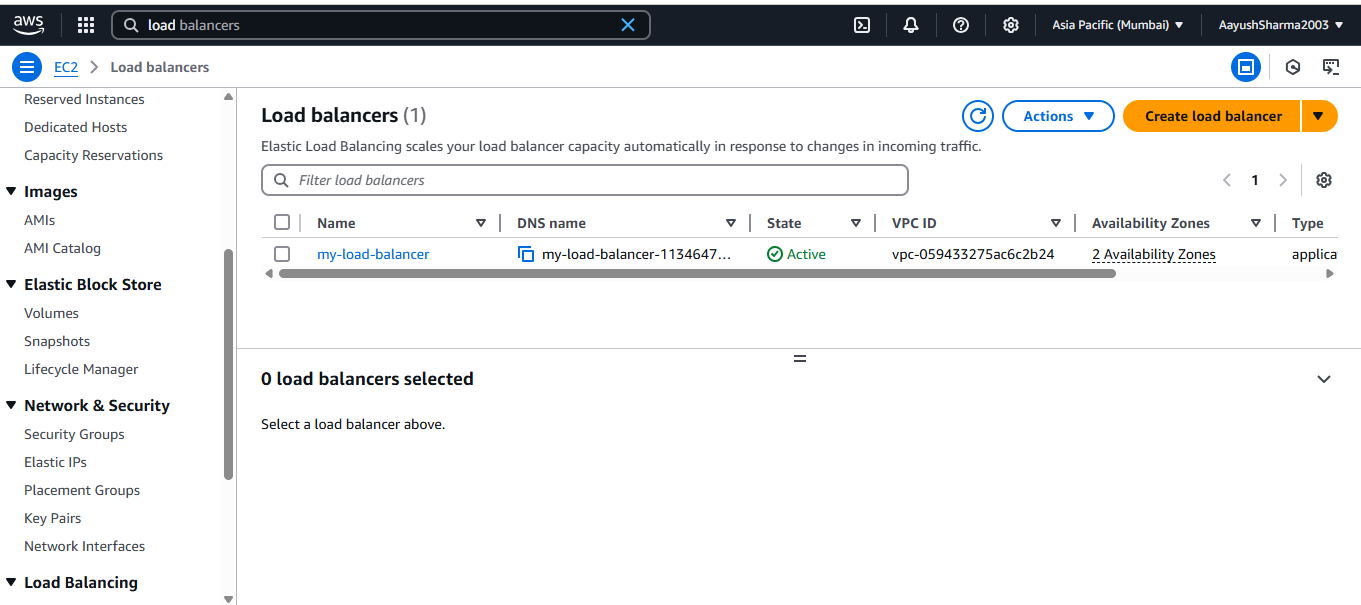 aws load balancers Asia Pacific (Mumbai) AayushSharma2003
EC2 Load balancers
Reserved Instances
Dedicated Hosts
Capacity Reservations
Images
AMIs
AMI Catalog
Elastic Block Store
Volumes
Snapshots
Lifecycle Manager
Network & Security
Security Groups
Elastic IPs
Placement Groups
Key Pairs
Network Interfaces
Load Balancing
Load balancers (1) Actions Create load balancer
Elastic Load Balancing scales your load balancer capacity automatically in response to changes in incoming traffic.
Filter load balancers 1
Name DNS name State VPC ID Availability Zones Type
my-load-balancer my-load-balancer-1134647... Active vpc-059433275ac6c2b24 2 Availability Zones applica
0 load balancers selected
Select a load balancer above.